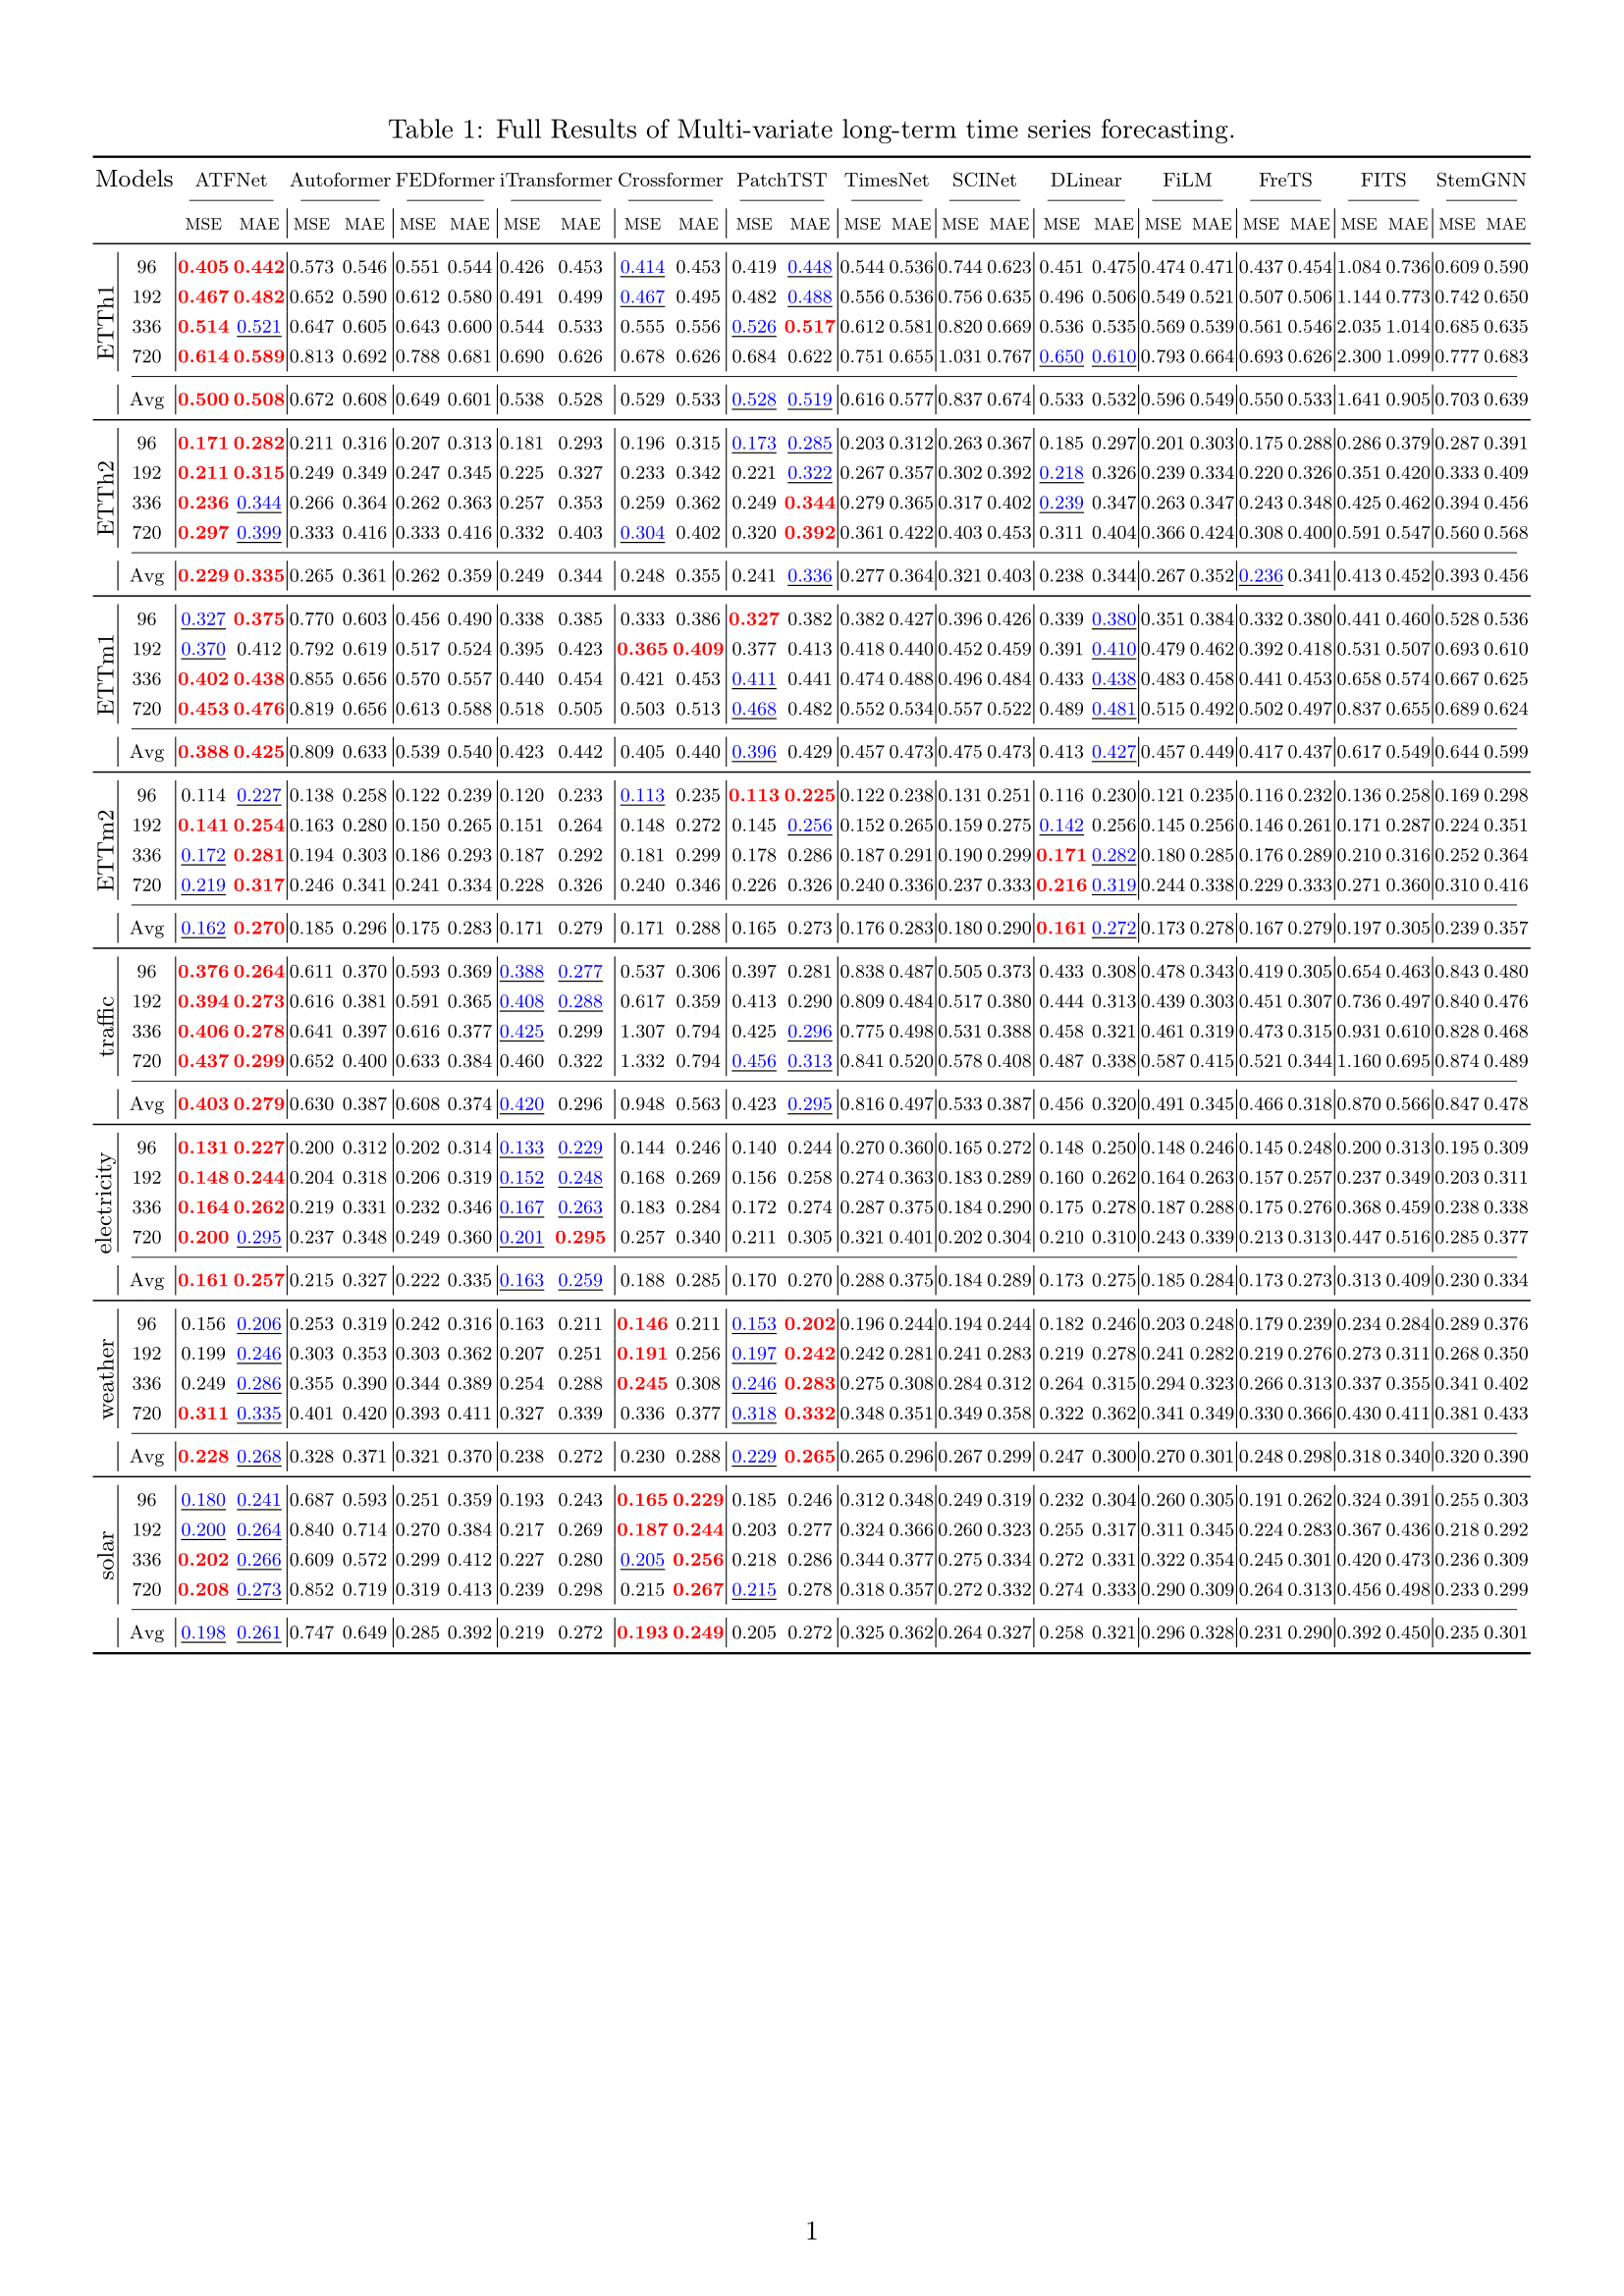 Table 1: Full Results of Multi-variate long-term time series forecasting.
Models ATFNet Autoformer FEDformer iTransformer Crossformer PatchTST TimesNet SCINet DLinear FiLM FreTS FITS StemGNN
MSE MAE MSE MAE MSE MAE MSE MAE MSE MAE MSE MAE MSE MAE MSE MAE MSE MAE MSE MAE MSE MAE MSE MAE MSE MAE
ETTh1
96 0.405 0.442 0.573 0.546 0.551 0.544 0.426 0.453 0.414 0.453 0.419 0.448 0.544 0.536 0.744 0.623 0.451 0.475 0.474 0.471 0.437 0.454 1.084 0.736 0.609 0.590
192 0.467 0.482 0.652 0.590 0.612 0.580 0.491 0.499 0.467 0.495 0.482 0.488 0.556 0.536 0.756 0.635 0.496 0.506 0.549 0.521 0.507 0.506 1.144 0.773 0.742 0.650
336 0.514 0.521 0.647 0.605 0.643 0.600 0.544 0.533 0.555 0.556 0.526 0.517 0.612 0.581 0.820 0.669 0.536 0.535 0.569 0.539 0.561 0.546 2.035 1.014 0.685 0.635
720 0.614 0.589 0.813 0.692 0.788 0.681 0.690 0.626 0.678 0.626 0.684 0.622 0.751 0.655 1.031 0.767 0.650 0.610 0.793 0.664 0.693 0.626 2.300 1.099 0.777 0.683
Avg 0.500 0.508 0.672 0.608 0.649 0.601 0.538 0.528 0.529 0.533 0.528 0.519 0.616 0.577 0.837 0.674 0.533 0.532 0.596 0.549 0.550 0.533 1.641 0.905 0.703 0.639
ETTh2
96 0.171 0.282 0.211 0.316 0.207 0.313 0.181 0.293 0.196 0.315 0.173 0.285 0.203 0.312 0.263 0.367 0.185 0.297 0.201 0.303 0.175 0.288 0.286 0.379 0.287 0.391
192 0.211 0.315 0.249 0.349 0.247 0.345 0.225 0.327 0.233 0.342 0.221 0.322 0.267 0.357 0.302 0.392 0.218 0.326 0.239 0.334 0.220 0.326 0.351 0.420 0.333 0.409
336 0.236 0.344 0.266 0.364 0.262 0.363 0.257 0.353 0.259 0.362 0.249 0.344 0.279 0.365 0.317 0.402 0.239 0.347 0.263 0.347 0.243 0.348 0.425 0.462 0.394 0.456
720 0.297 0.399 0.333 0.416 0.333 0.416 0.332 0.403 0.304 0.402 0.320 0.392 0.361 0.422 0.403 0.453 0.311 0.404 0.366 0.424 0.308 0.400 0.591 0.547 0.560 0.568
Avg 0.229 0.335 0.265 0.361 0.262 0.359 0.249 0.344 0.248 0.355 0.241 0.336 0.277 0.364 0.321 0.403 0.238 0.344 0.267 0.352 0.236 0.341 0.413 0.452 0.393 0.456
ETTm1
96 0.327 0.375 0.770 0.603 0.456 0.490 0.338 0.385 0.333 0.386 0.327 0.382 0.382 0.427 0.396 0.426 0.339 0.380 0.351 0.384 0.332 0.380 0.441 0.460 0.528 0.536
192 0.370 0.412 0.792 0.619 0.517 0.524 0.395 0.423 0.365 0.409 0.377 0.413 0.418 0.440 0.452 0.459 0.391 0.410 0.479 0.462 0.392 0.418 0.531 0.507 0.693 0.610
336 0.402 0.438 0.855 0.656 0.570 0.557 0.440 0.454 0.421 0.453 0.411 0.441 0.474 0.488 0.496 0.484 0.433 0.438 0.483 0.458 0.441 0.453 0.658 0.574 0.667 0.625
720 0.453 0.476 0.819 0.656 0.613 0.588 0.518 0.505 0.503 0.513 0.468 0.482 0.552 0.534 0.557 0.522 0.489 0.481 0.515 0.492 0.502 0.497 0.837 0.655 0.689 0.624
Avg 0.388 0.425 0.809 0.633 0.539 0.540 0.423 0.442 0.405 0.440 0.396 0.429 0.457 0.473 0.475 0.473 0.413 0.427 0.457 0.449 0.417 0.437 0.617 0.549 0.644 0.599
ETTm2
96 0.114 0.227 0.138 0.258 0.122 0.239 0.120 0.233 0.113 0.235 0.113 0.225 0.122 0.238 0.131 0.251 0.116 0.230 0.121 0.235 0.116 0.232 0.136 0.258 0.169 0.298
192 0.141 0.254 0.163 0.280 0.150 0.265 0.151 0.264 0.148 0.272 0.145 0.256 0.152 0.265 0.159 0.275 0.142 0.256 0.145 0.256 0.146 0.261 0.171 0.287 0.224 0.351
336 0.172 0.281 0.194 0.303 0.186 0.293 0.187 0.292 0.181 0.299 0.178 0.286 0.187 0.291 0.190 0.299 0.171 0.282 0.180 0.285 0.176 0.289 0.210 0.316 0.252 0.364
720 0.219 0.317 0.246 0.341 0.241 0.334 0.228 0.326 0.240 0.346 0.226 0.326 0.240 0.336 0.237 0.333 0.216 0.319 0.244 0.338 0.229 0.333 0.271 0.360 0.310 0.416
Avg 0.162 0.270 0.185 0.296 0.175 0.283 0.171 0.279 0.171 0.288 0.165 0.273 0.176 0.283 0.180 0.290 0.161 0.272 0.173 0.278 0.167 0.279 0.197 0.305 0.239 0.357
traffic
96 0.376 0.264 0.611 0.370 0.593 0.369 0.388 0.277 0.537 0.306 0.397 0.281 0.838 0.487 0.505 0.373 0.433 0.308 0.478 0.343 0.419 0.305 0.654 0.463 0.843 0.480
192 0.394 0.273 0.616 0.381 0.591 0.365 0.408 0.288 0.617 0.359 0.413 0.290 0.809 0.484 0.517 0.380 0.444 0.313 0.439 0.303 0.451 0.307 0.736 0.497 0.840 0.476
336 0.406 0.278 0.641 0.397 0.616 0.377 0.425 0.299 1.307 0.794 0.425 0.296 0.775 0.498 0.531 0.388 0.458 0.321 0.461 0.319 0.473 0.315 0.931 0.610 0.828 0.468
720 0.437 0.299 0.652 0.400 0.633 0.384 0.460 0.322 1.332 0.794 0.456 0.313 0.841 0.520 0.578 0.408 0.487 0.338 0.587 0.415 0.521 0.344 1.160 0.695 0.874 0.489
Avg 0.403 0.279 0.630 0.387 0.608 0.374 0.420 0.296 0.948 0.563 0.423 0.295 0.816 0.497 0.533 0.387 0.456 0.320 0.491 0.345 0.466 0.318 0.870 0.566 0.847 0.478
electricity
96 0.131 0.227 0.200 0.312 0.202 0.314 0.133 0.229 0.144 0.246 0.140 0.244 0.270 0.360 0.165 0.272 0.148 0.250 0.148 0.246 0.145 0.248 0.200 0.313 0.195 0.309
192 0.148 0.244 0.204 0.318 0.206 0.319 0.152 0.248 0.168 0.269 0.156 0.258 0.274 0.363 0.183 0.289 0.160 0.262 0.164 0.263 0.157 0.257 0.237 0.349 0.203 0.311
336 0.164 0.262 0.219 0.331 0.232 0.346 0.167 0.263 0.183 0.284 0.172 0.274 0.287 0.375 0.184 0.290 0.175 0.278 0.187 0.288 0.175 0.276 0.368 0.459 0.238 0.338
720 0.200 0.295 0.237 0.348 0.249 0.360 0.201 0.295 0.257 0.340 0.211 0.305 0.321 0.401 0.202 0.304 0.210 0.310 0.243 0.339 0.213 0.313 0.447 0.516 0.285 0.377
Avg 0.161 0.257 0.215 0.327 0.222 0.335 0.163 0.259 0.188 0.285 0.170 0.270 0.288 0.375 0.184 0.289 0.173 0.275 0.185 0.284 0.173 0.273 0.313 0.409 0.230 0.334
weather
96 0.156 0.206 0.253 0.319 0.242 0.316 0.163 0.211 0.146 0.211 0.153 0.202 0.196 0.244 0.194 0.244 0.182 0.246 0.203 0.248 0.179 0.239 0.234 0.284 0.289 0.376
192 0.199 0.246 0.303 0.353 0.303 0.362 0.207 0.251 0.191 0.256 0.197 0.242 0.242 0.281 0.241 0.283 0.219 0.278 0.241 0.282 0.219 0.276 0.273 0.311 0.268 0.350
336 0.249 0.286 0.355 0.390 0.344 0.389 0.254 0.288 0.245 0.308 0.246 0.283 0.275 0.308 0.284 0.312 0.264 0.315 0.294 0.323 0.266 0.313 0.337 0.355 0.341 0.402
720 0.311 0.335 0.401 0.420 0.393 0.411 0.327 0.339 0.336 0.377 0.318 0.332 0.348 0.351 0.349 0.358 0.322 0.362 0.341 0.349 0.330 0.366 0.430 0.411 0.381 0.433
Avg 0.228 0.268 0.328 0.371 0.321 0.370 0.238 0.272 0.230 0.288 0.229 0.265 0.265 0.296 0.267 0.299 0.247 0.300 0.270 0.301 0.248 0.298 0.318 0.340 0.320 0.390
solar
96 0.180 0.241 0.687 0.593 0.251 0.359 0.193 0.243 0.165 0.229 0.185 0.246 0.312 0.348 0.249 0.319 0.232 0.304 0.260 0.305 0.191 0.262 0.324 0.391 0.255 0.303
192 0.200 0.264 0.840 0.714 0.270 0.384 0.217 0.269 0.187 0.244 0.203 0.277 0.324 0.366 0.260 0.323 0.255 0.317 0.311 0.345 0.224 0.283 0.367 0.436 0.218 0.292
336 0.202 0.266 0.609 0.572 0.299 0.412 0.227 0.280 0.205 0.256 0.218 0.286 0.344 0.377 0.275 0.334 0.272 0.331 0.322 0.354 0.245 0.301 0.420 0.473 0.236 0.309
720 0.208 0.273 0.852 0.719 0.319 0.413 0.239 0.298 0.215 0.267 0.215 0.278 0.318 0.357 0.272 0.332 0.274 0.333 0.290 0.309 0.264 0.313 0.456 0.498 0.233 0.299
Avg 0.198 0.261 0.747 0.649 0.285 0.392 0.219 0.272 0.193 0.249 0.205 0.272 0.325 0.362 0.264 0.327 0.258 0.321 0.296 0.328 0.231 0.290 0.392 0.450 0.235 0.301
1